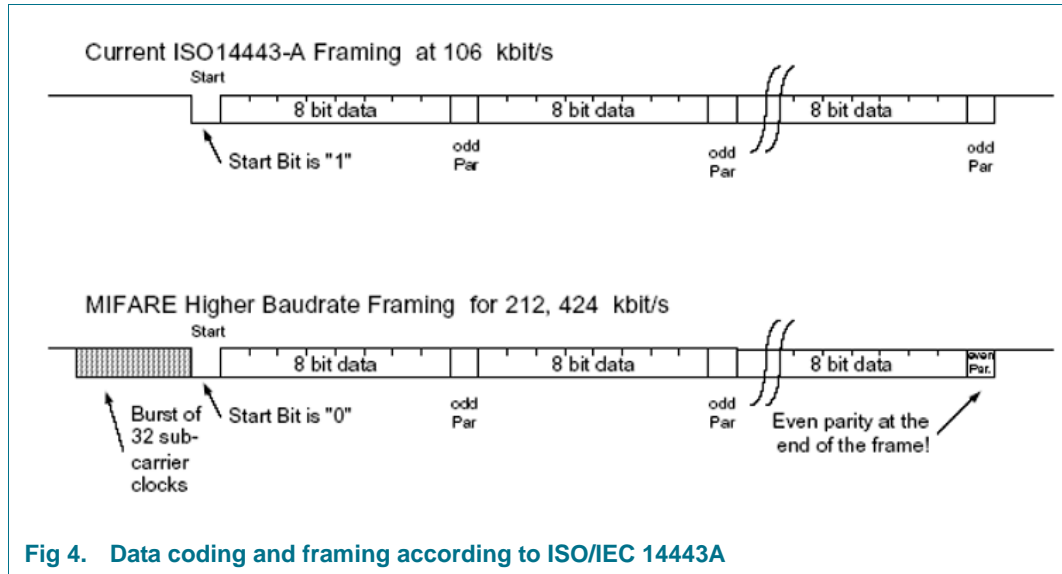 Current ISO14443-A Framing at 106 kbit/s
Start
8 bit data 8 bit data 8 bit data
odd Par odd Par odd Par
Start Bit is "1"
MIFARE Higher Baudrate Framing for 212, 424 kbit/s
Start
8 bit data 8 bit data 8 bit data even Par.
odd Par odd Par
Start Bit is "0"
Burst of
32 sub-
carrier
clocks
Even parity at the
end of the frame!
Fig 4. Data coding and framing according to ISO/IEC 14443A